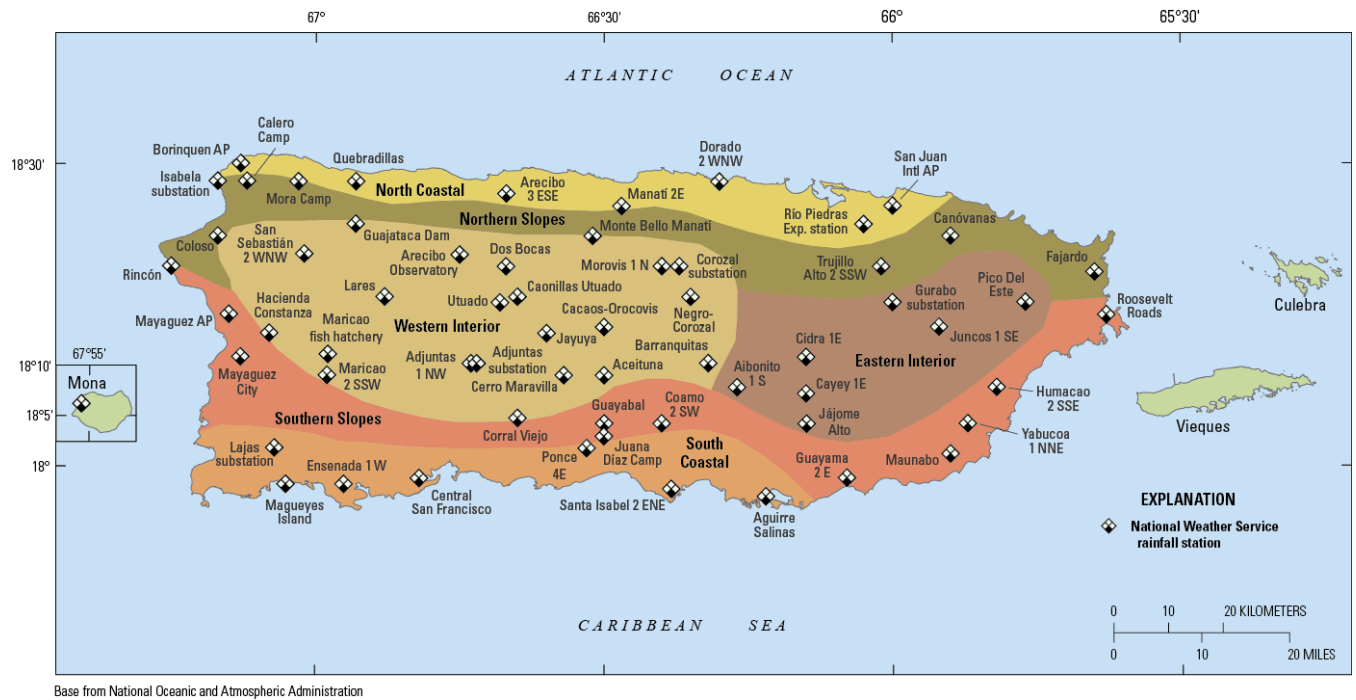 67°
66°30'
66°
65°30'
ATLANTIC OCEAN
18°30'
18°10'
18°5'
18°
Borinquen AP
Calero
Camp
Isabela
substation
Mora Camp
Quebradillas
North Coastal
Arecibo
3 ESE
Manatí 2E
Dorado
2 WNW
San Juan
Intl AP
Río Piedras
Exp. station
Canóvanas
Northern Slopes
Coloso
San
Sebastián
2 WNW
Guajataca Dam
Arecibo
Observatory
Dos Bocas
Monte Bello Manatí
Morovis 1 N
Corozal
substation
Trujillo
Alto 2 SSW
Fajardo
Rincón
Pico Del
Este
Gurabo
substation
Culebra
Lares
Utuado
Caonillas Utuado
Cacaos-Orocovis
Negro-
Corozal
Roosevelt
Roads
Hacienda
Constanza
Mayaguez AP
Maricao
fish hatchery
Western Interior
Jayuya
Barranquitas
Juncos 1 SE
Cidra 1E
Eastern Interior
67°55'
Mona
Mayaguez
City
Maricao
2 SSW
Adjuntas
1 NW
Adjuntas
substation
Cerro Maravilla
Aceituna
Aibonito
1 S
Cayey 1E
Humacao
2 SSE
Vieques
Southern Slopes
Corral Viejo
Guayabal
Coamo
2 SW
Jájome
Alto
Yabucoa
1 NNE
Lajas
substation
Ensenada 1 W
Ponce
4E
Juana
Díaz Camp
South
Coastal
Guayama
2 E
Maunabo
Magueyes
Island
Central
San Francisco
Santa Isabel 2 ENE
Aguirre
Salinas
EXPLANATION
National Weather Service
rainfall station
CARIBBEAN SEA
0 10 20 KILOMETERS
0 10 20 MILES
Base from National Oceanic and Atmospheric Administration